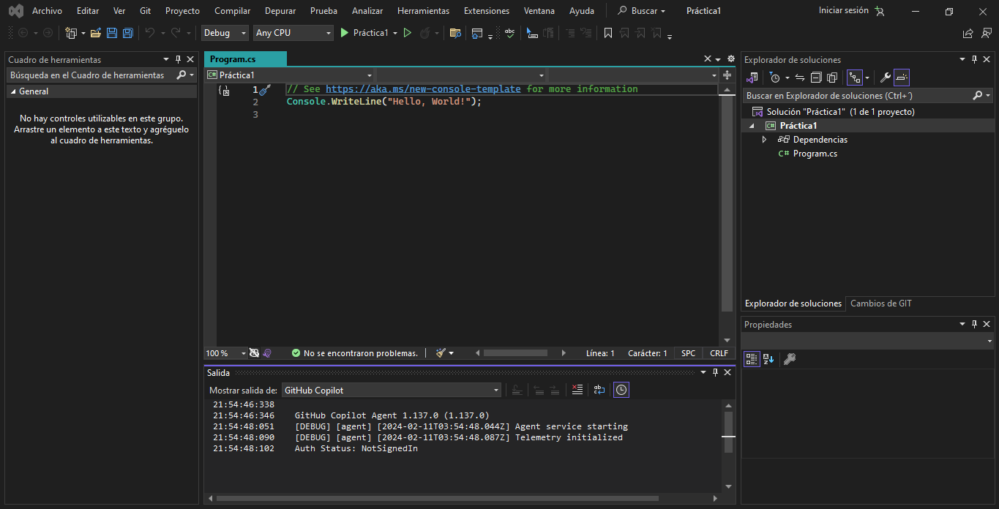 Archivo Editar Ver Git Proyecto Compilar Depurar Prueba Analizar Herramientas Extensiones Ventana Ayuda Buscar Práctica1 Iniciar sesión
Debug Any CPU Práctica1 abc
Cuadro de herramientas
Búsqueda en el Cuadro de herramientas
General
No hay controles utilizables en este grupo.
Arrastre un elemento a este texto y agréguelo
al cuadro de herramientas.
Program.cs
C# Práctica1
1 // See https://aka.ms/new-console-template for more information
2 Console.WriteLine("Hello, World!");
3
100 % No se encontraron problemas. Línea: 1 Carácter: 1 SPC CRLF
Salida
Mostrar salida de: GitHub Copilot
21:54:46:338
21:54:46:346 GitHub Copilot Agent 1.137.0 (1.137.0)
21:54:48:051 [DEBUG] [agent] [2024-02-11T03:54:48.044Z] Agent service starting
21:54:48:090 [DEBUG] [agent] [2024-02-11T03:54:48.087Z] Telemetry initialized
21:54:48:102 Auth Status: NotSignedIn
Explorador de soluciones
Buscar en Explorador de soluciones (Ctrl+´)
Solución "Práctica1" (1 de 1 proyecto)
C# Práctica1
Dependencias
C# Program.cs
Explorador de soluciones Cambios de GIT
Propiedades